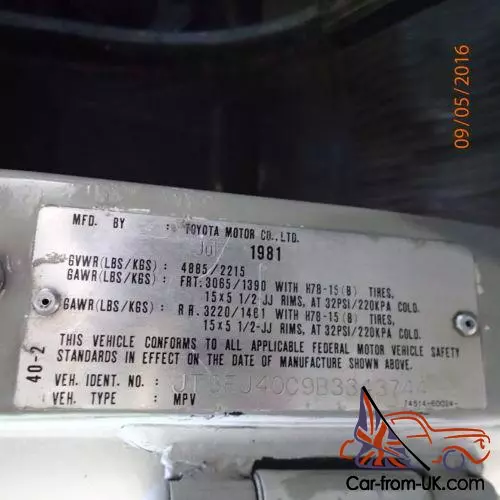 09/05/2016
MFD. BY : TOYOTA MOTOR CO., LTD.
1981
GVWR(LBS/KGS) : 4885/2215
GAWR(LBS/KGS) : FRT:3065/1390 WITH H78-15(B) TIRES,
15x5 1/2-JJ RIMS, AT 32PSI/220KPA COLD.
GAWR(LBS/KGS) : RR.3220/1461 WITH H78-15(B) TIRES,
15x5 1/2-JJ RIMS, AT 32PSI/220KPA COLD.
THIS VEHICLE CONFORMS TO ALL APPLICABLE FEDERAL MOTOR VEHICLE SAFETY
STANDARDS IN EFFECT ON THE DATE OF MANUFACTURE SHOWN ABOVE.
40-2
VEH. IDENT. NO. :
VEH. TYPE : MPV
74514-60024-
Car-from-UK.com